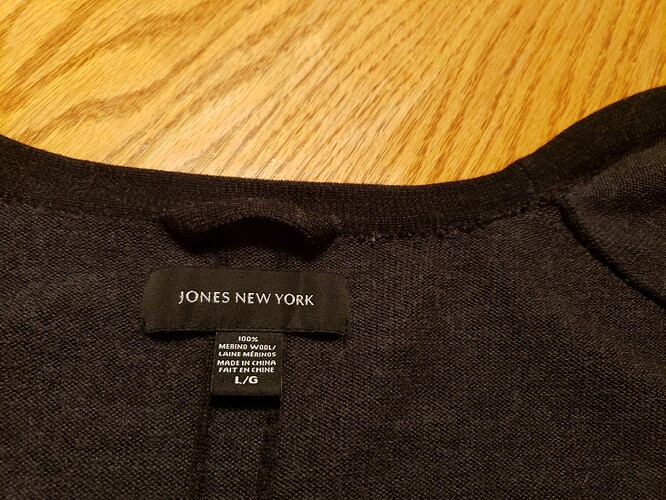 JONES NEW YORK
100%
MERINO WOOL/
LAINE MÉRINOS
MADE IN CHINA
FAIT EN CHINE
L/G